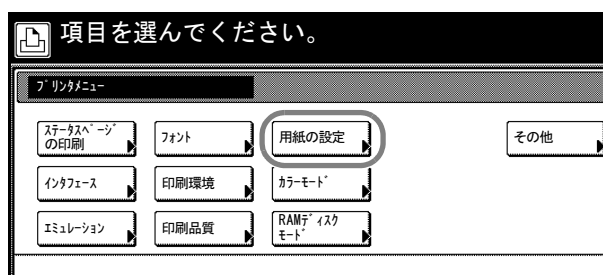 項目を選んでください。
ﾌﾟﾘﾝﾀﾒﾆｭｰ
ｽﾃｰﾀｽﾍﾟｰｼﾞ
の印刷
ﾌｫﾝﾄ
用紙の設定
その他
ｲﾝﾀﾌｪｰｽ
印刷環境
ｶﾗｰﾓｰﾄﾞ
ｴﾐｭﾚｰｼｮﾝ
印刷品質
RAMﾃﾞｨｽｸ
ﾓｰﾄﾞ